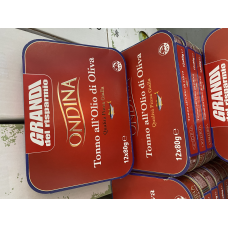 GRANDI
del risparmio
ONDINA
Tonno all'Olio di Oliva
12x80g e
ONDINA
Tonno all'Olio di Oliva
12x80g e
GRANDI
del risparmio